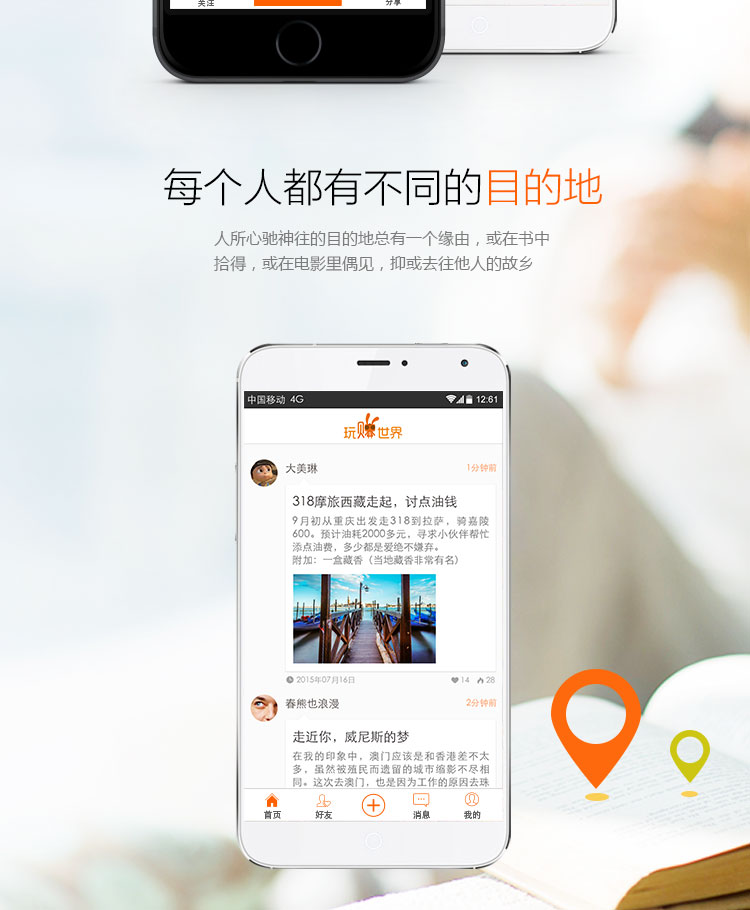 关注
分享
每个人都有不同的目的地
人所心驰神往的目的地总有一个缘由，或在书中
拾得，或在电影里偶见，抑或去往他人的故乡
中国移动 4G 12:61
玩赚世界
大美琳 1分钟前
318摩旅西藏走起，讨点油钱
9月初从重庆出发走318到拉萨，骑嘉陵
600。预计油耗2000多元，寻求小伙伴帮忙
添点油费，多少都是爱绝不嫌弃。
附加：一盒藏香（当地藏香非常有名）
2015年07月16日 14 28
春熊也浪漫 2分钟前
走近你，威尼斯的梦
在我的印象中，澳门应该是和香港差不太
多，虽然被殖民而遗留的城市缩影不尽相
同。这次去澳门，也是因为工作的原因去珠
首页 好友 消息 我的